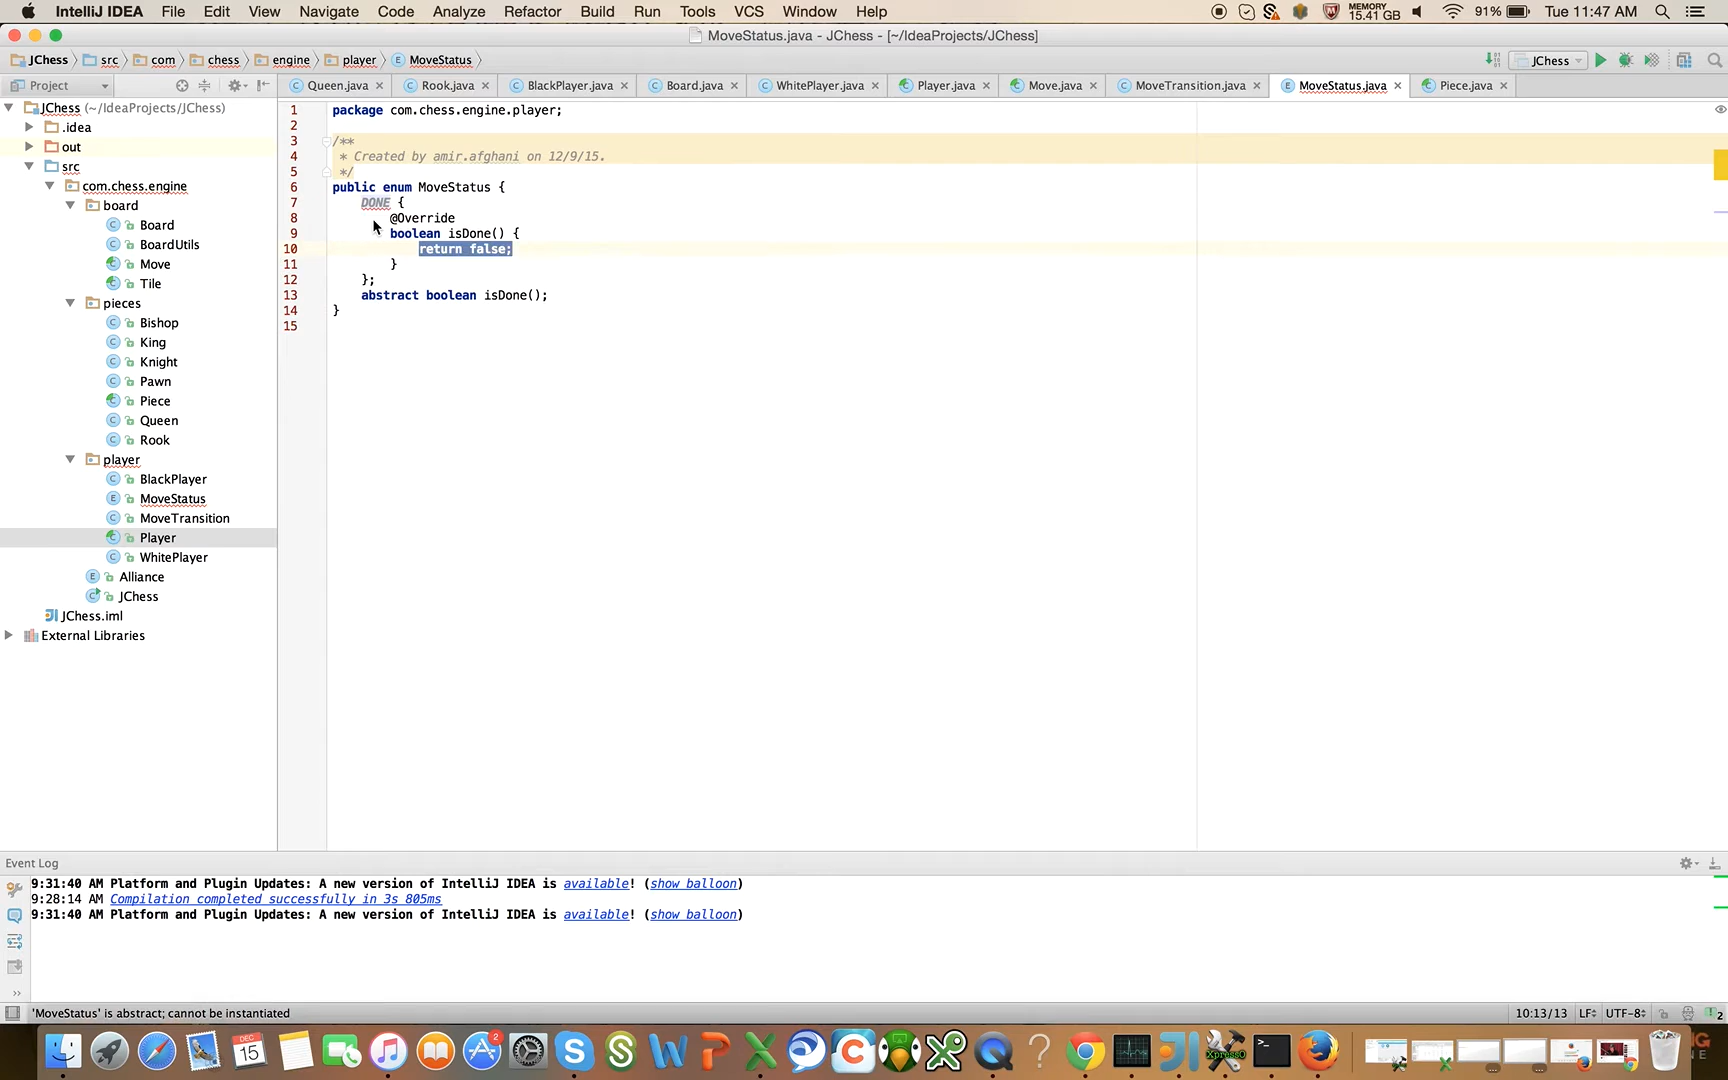 IntelliJ IDEA File Edit View Navigate Code Analyze Refactor Build Run Tools VCS Window Help MEMORY 15.41 GB 91% Tue 11:47 AM
MoveStatus.java - JChess - [~/IdeaProjects/JChess]
JChess src com chess engine player MoveStatus JChess
Project Queen.java Rook.java BlackPlayer.java Board.java WhitePlayer.java Player.java Move.java MoveTransition.java MoveStatus.java Piece.java
JChess (~/IdeaProjects/JChess)
.idea
out
src
com.chess.engine
board
Board
BoardUtils
Move
Tile
pieces
Bishop
King
Knight
Pawn
Piece
Queen
Rook
player
BlackPlayer
MoveStatus
MoveTransition
Player
WhitePlayer
Alliance
JChess
JChess.iml
External Libraries
1 package com.chess.engine.player;
2
3 /**
4 * Created by amir.afghani on 12/9/15.
5 */
6 public enum MoveStatus {
7 DONE {
8 @Override
9 boolean isDone() {
10 return false;
11 }
12 };
13 abstract boolean isDone();
14 }
15
Event Log
9:31:40 AM Platform and Plugin Updates: A new version of IntelliJ IDEA is available! (show balloon)
9:28:14 AM Compilation completed successfully in 3s 805ms
9:31:40 AM Platform and Plugin Updates: A new version of IntelliJ IDEA is available! (show balloon)
'MoveStatus' is abstract; cannot be instantiated 10:13/13 LF÷ UTF-8÷ 2
DEC 15 2